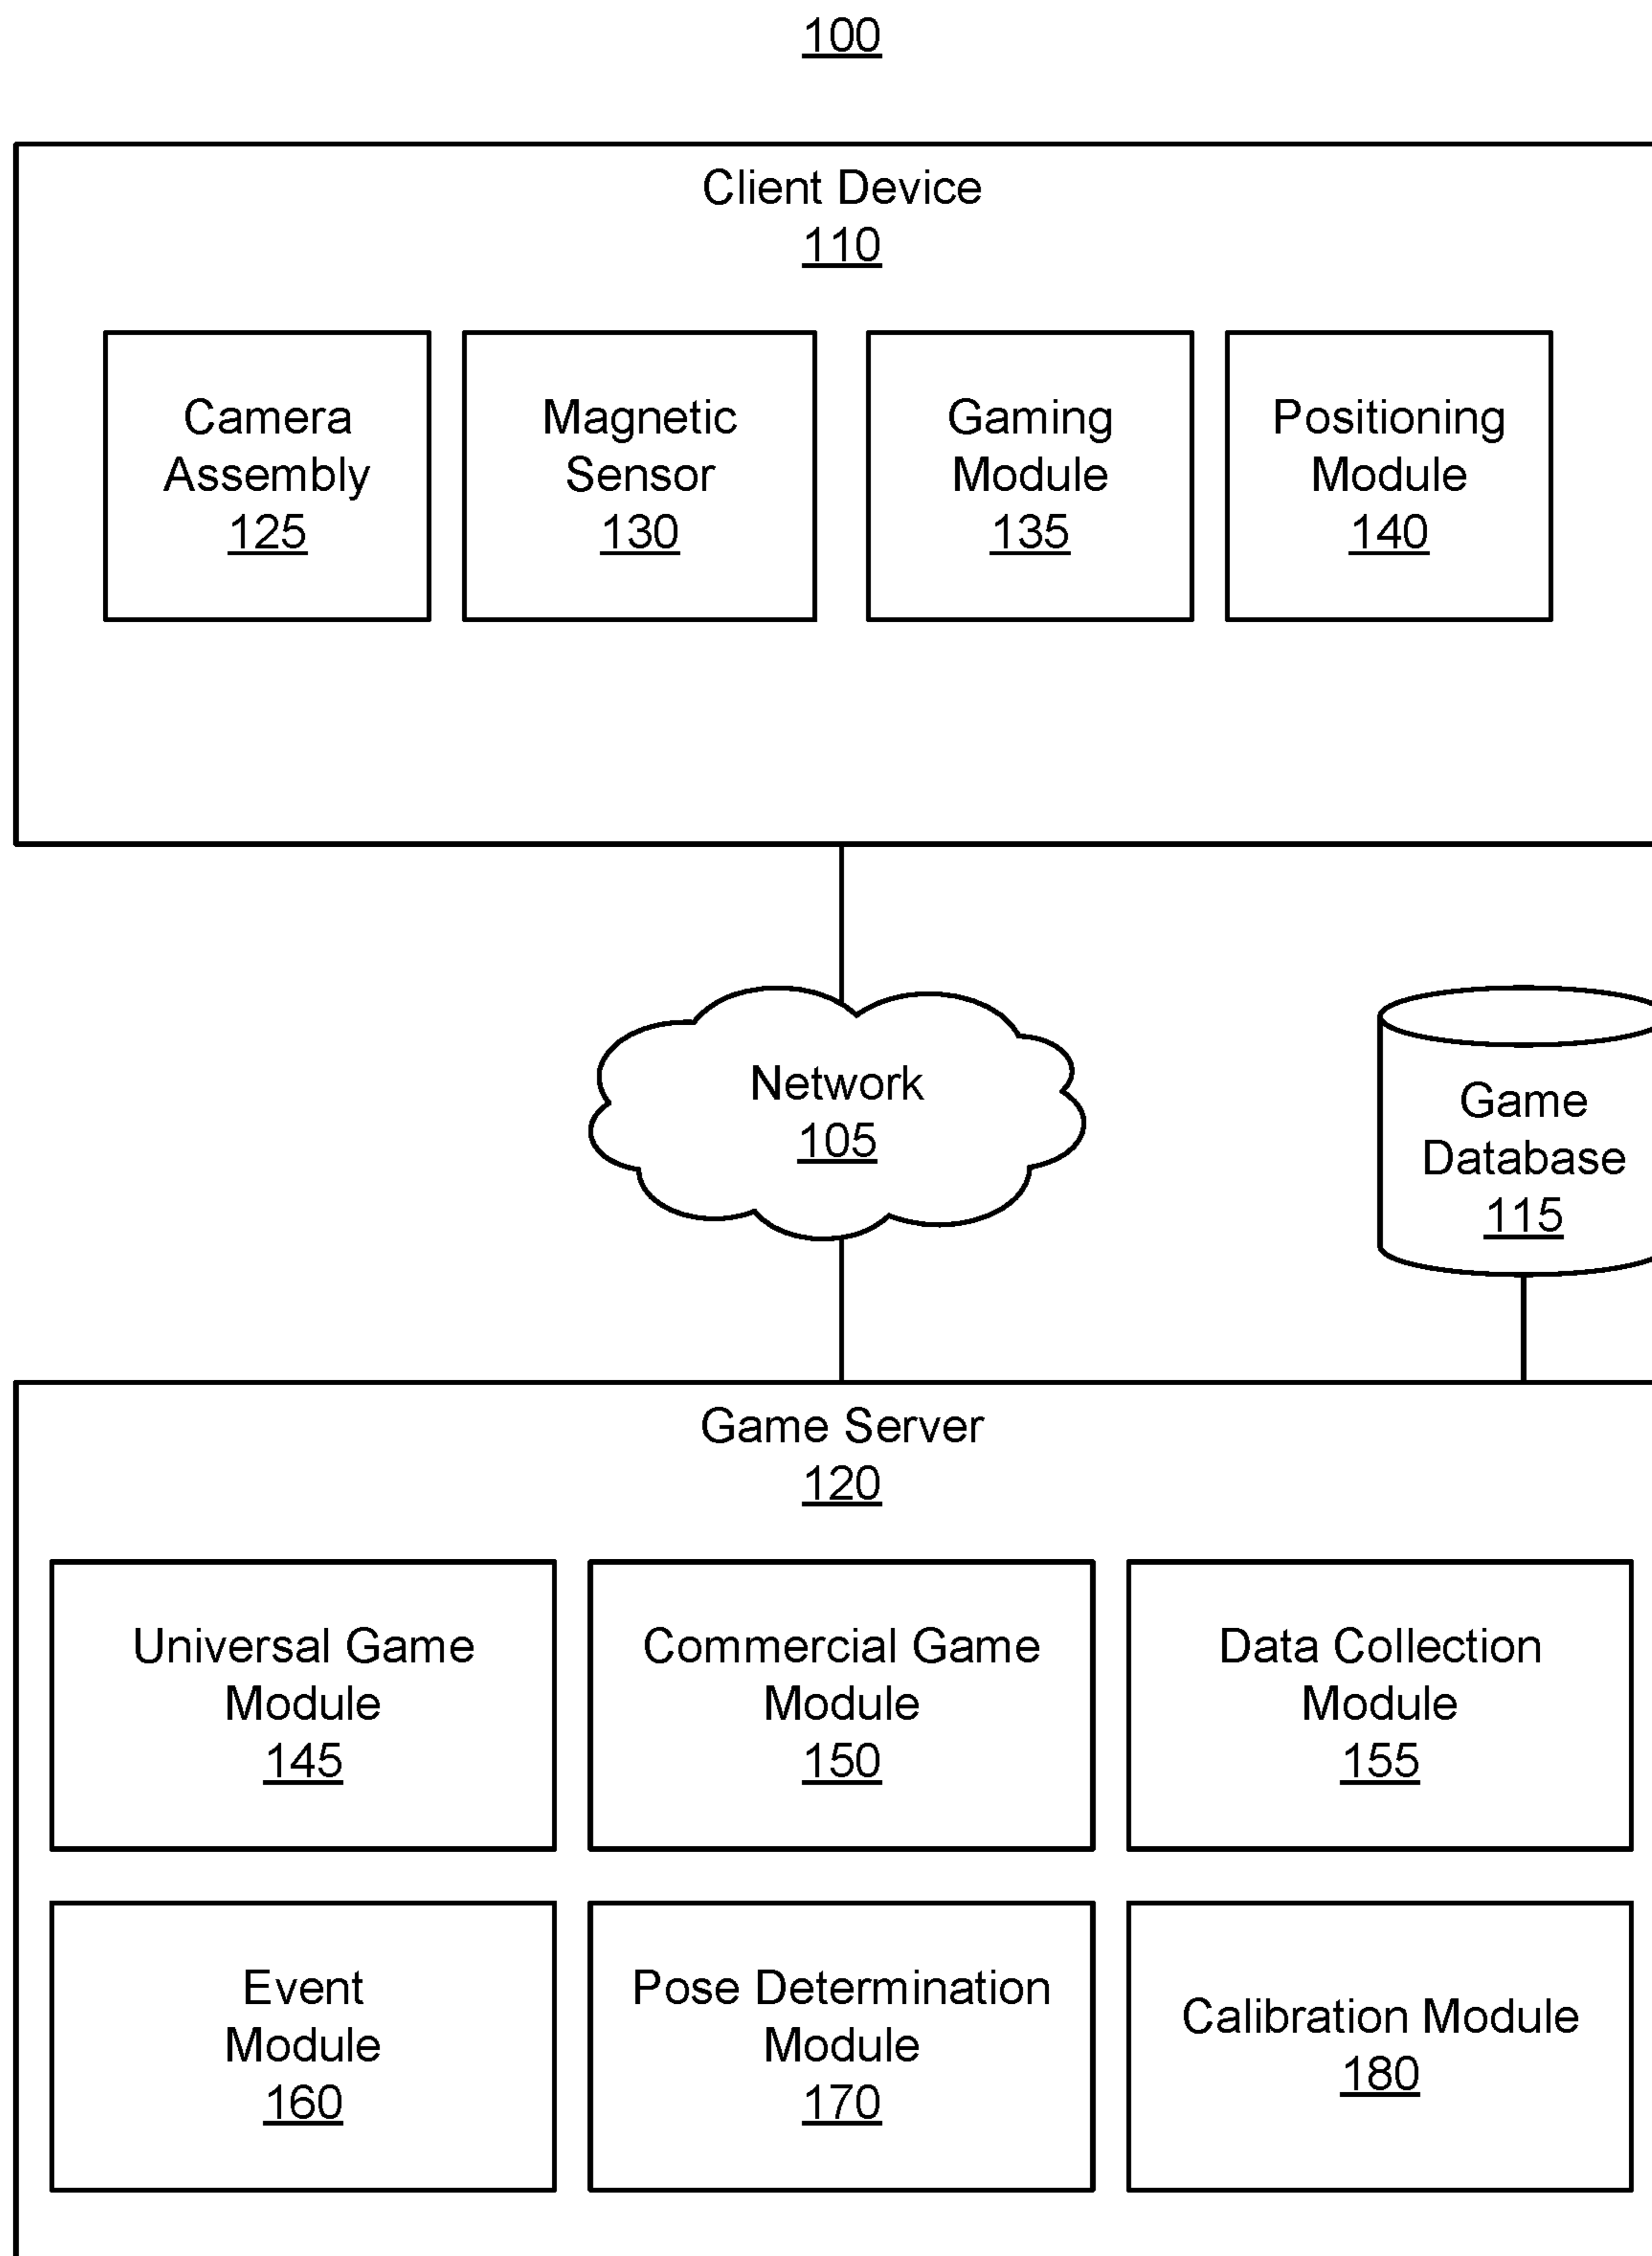 100
Client Device
110
Camera
Assembly
125
Magnetic
Sensor
130
Gaming
Module
135
Positioning
Module
140
Network
105
Game
Database
115
Game Server
120
Universal Game
Module
145
Commercial Game
Module
150
Data Collection
Module
155
Event
Module
160
Pose Determination
Module
170
Calibration Module
180